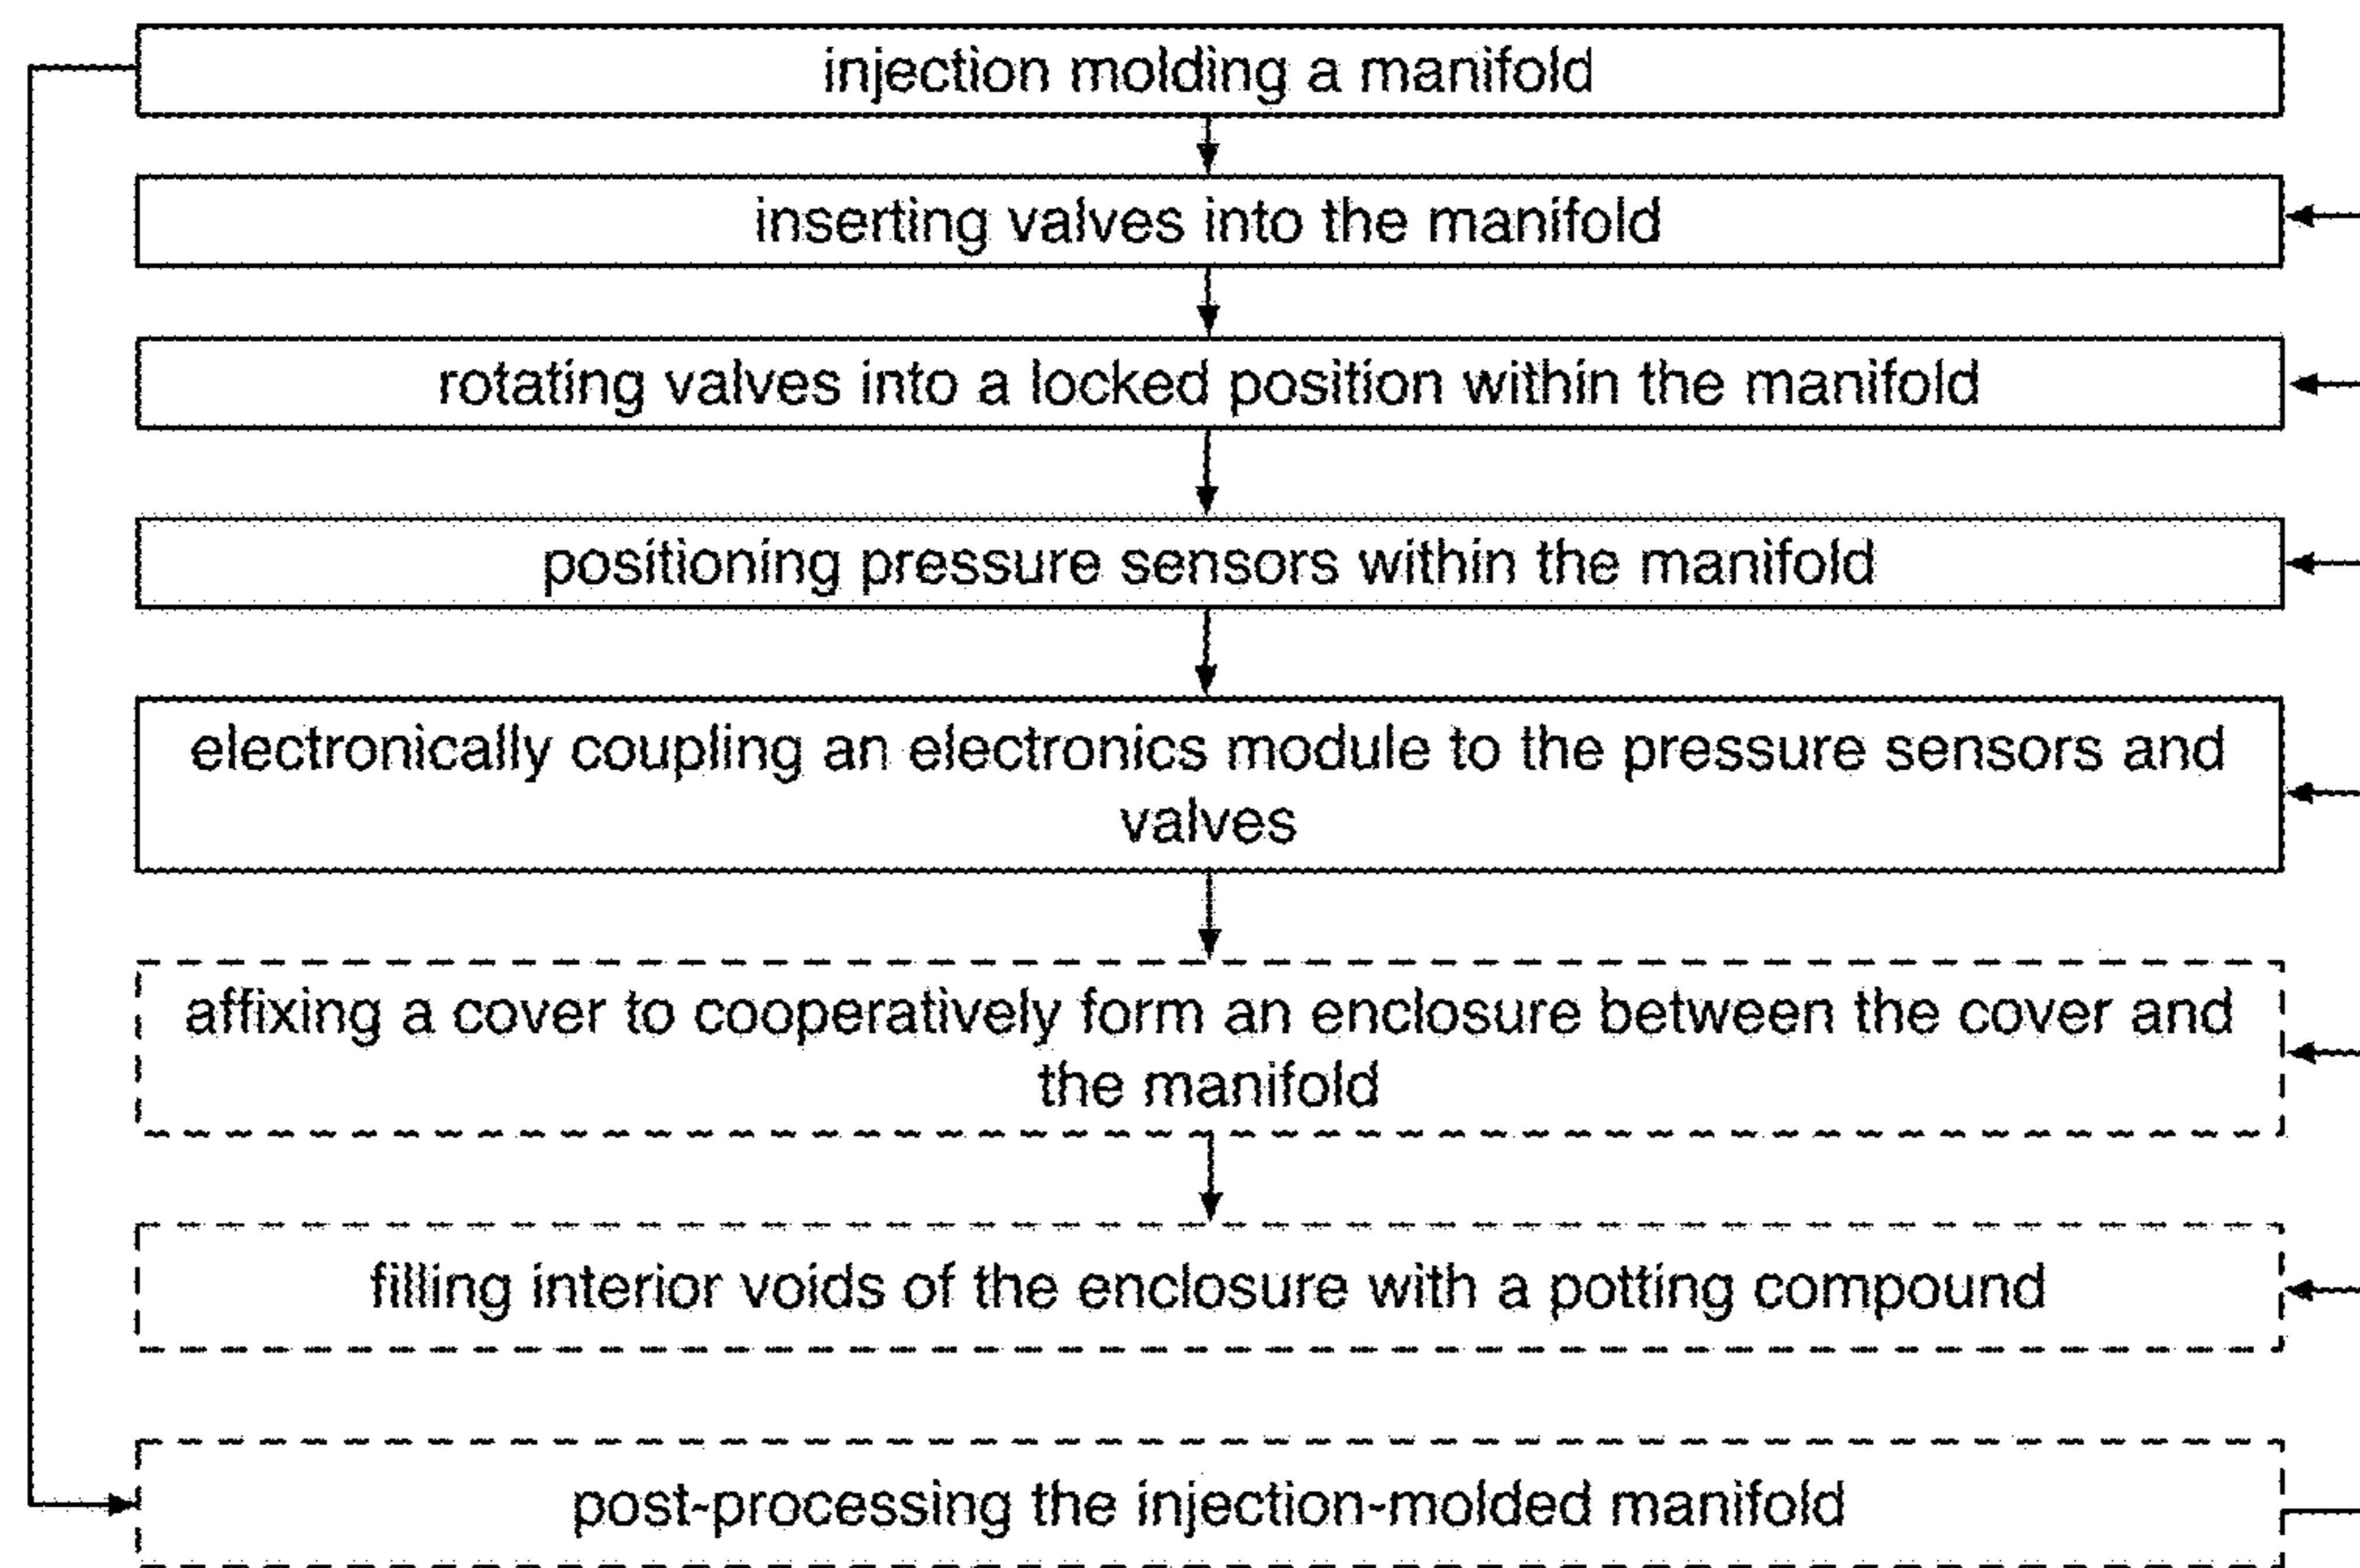 injection molding a manifold
inserting valves into the manifold
rotating valves into a locked position within the manifold
positioning pressure sensors within the manifold
electronically coupling an electronics module to the pressure sensors and
valves
affixing a cover to cooperatively form an enclosure between the cover and
the manifold
filling interior voids of the enclosure with a potting compound
post-processing the injection-molded manifold